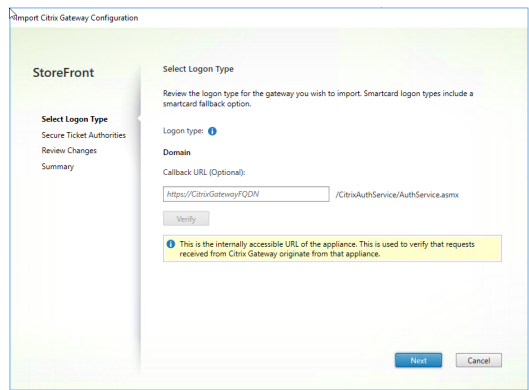 Import Citrix Gateway Configuration
StoreFront
Select Logon Type
Secure Ticket Authorities
Review Changes
Summary
Select Logon Type
Review the logon type for the gateway you wish to import. Smartcard logon types include a
smartcard fallback option.
Logon type:
Domain
Callback URL (Optional):
https://CitrixGatewayFQDN /CitrixAuthService/AuthService.asmx
Verify
This is the internally accessible URL of the appliance. This is used to verify that requests
received from Citrix Gateway originate from that appliance.
Next Cancel